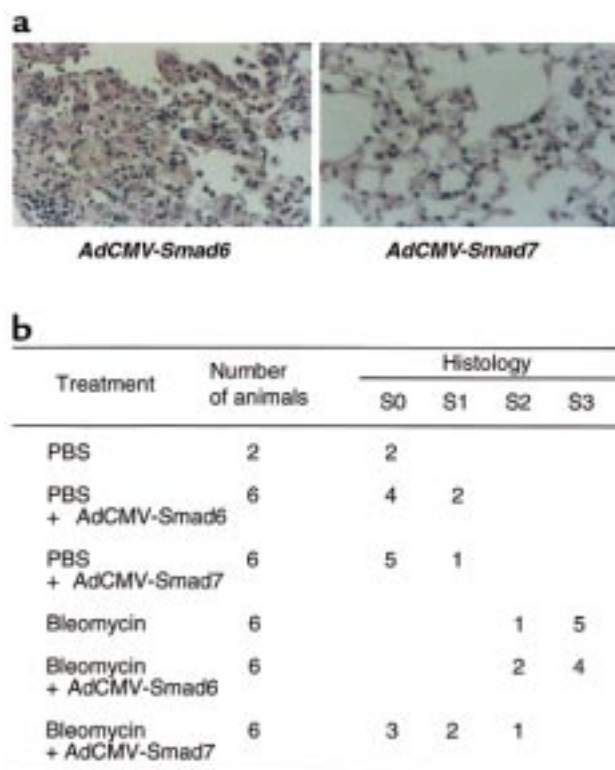 a
AdCMV-Smad6 AdCMV-Smad7
b
Treatment Number of animals Histology
S0 S1 S2 S3
PBS 2 2
PBS + AdCMV-Smad6 6 4 2
PBS + AdCMV-Smad7 6 5 1
Bleomycin 6 1 5
Bleomycin + AdCMV-Smad6 6 2 4
Bleomycin + AdCMV-Smad7 6 3 2 1